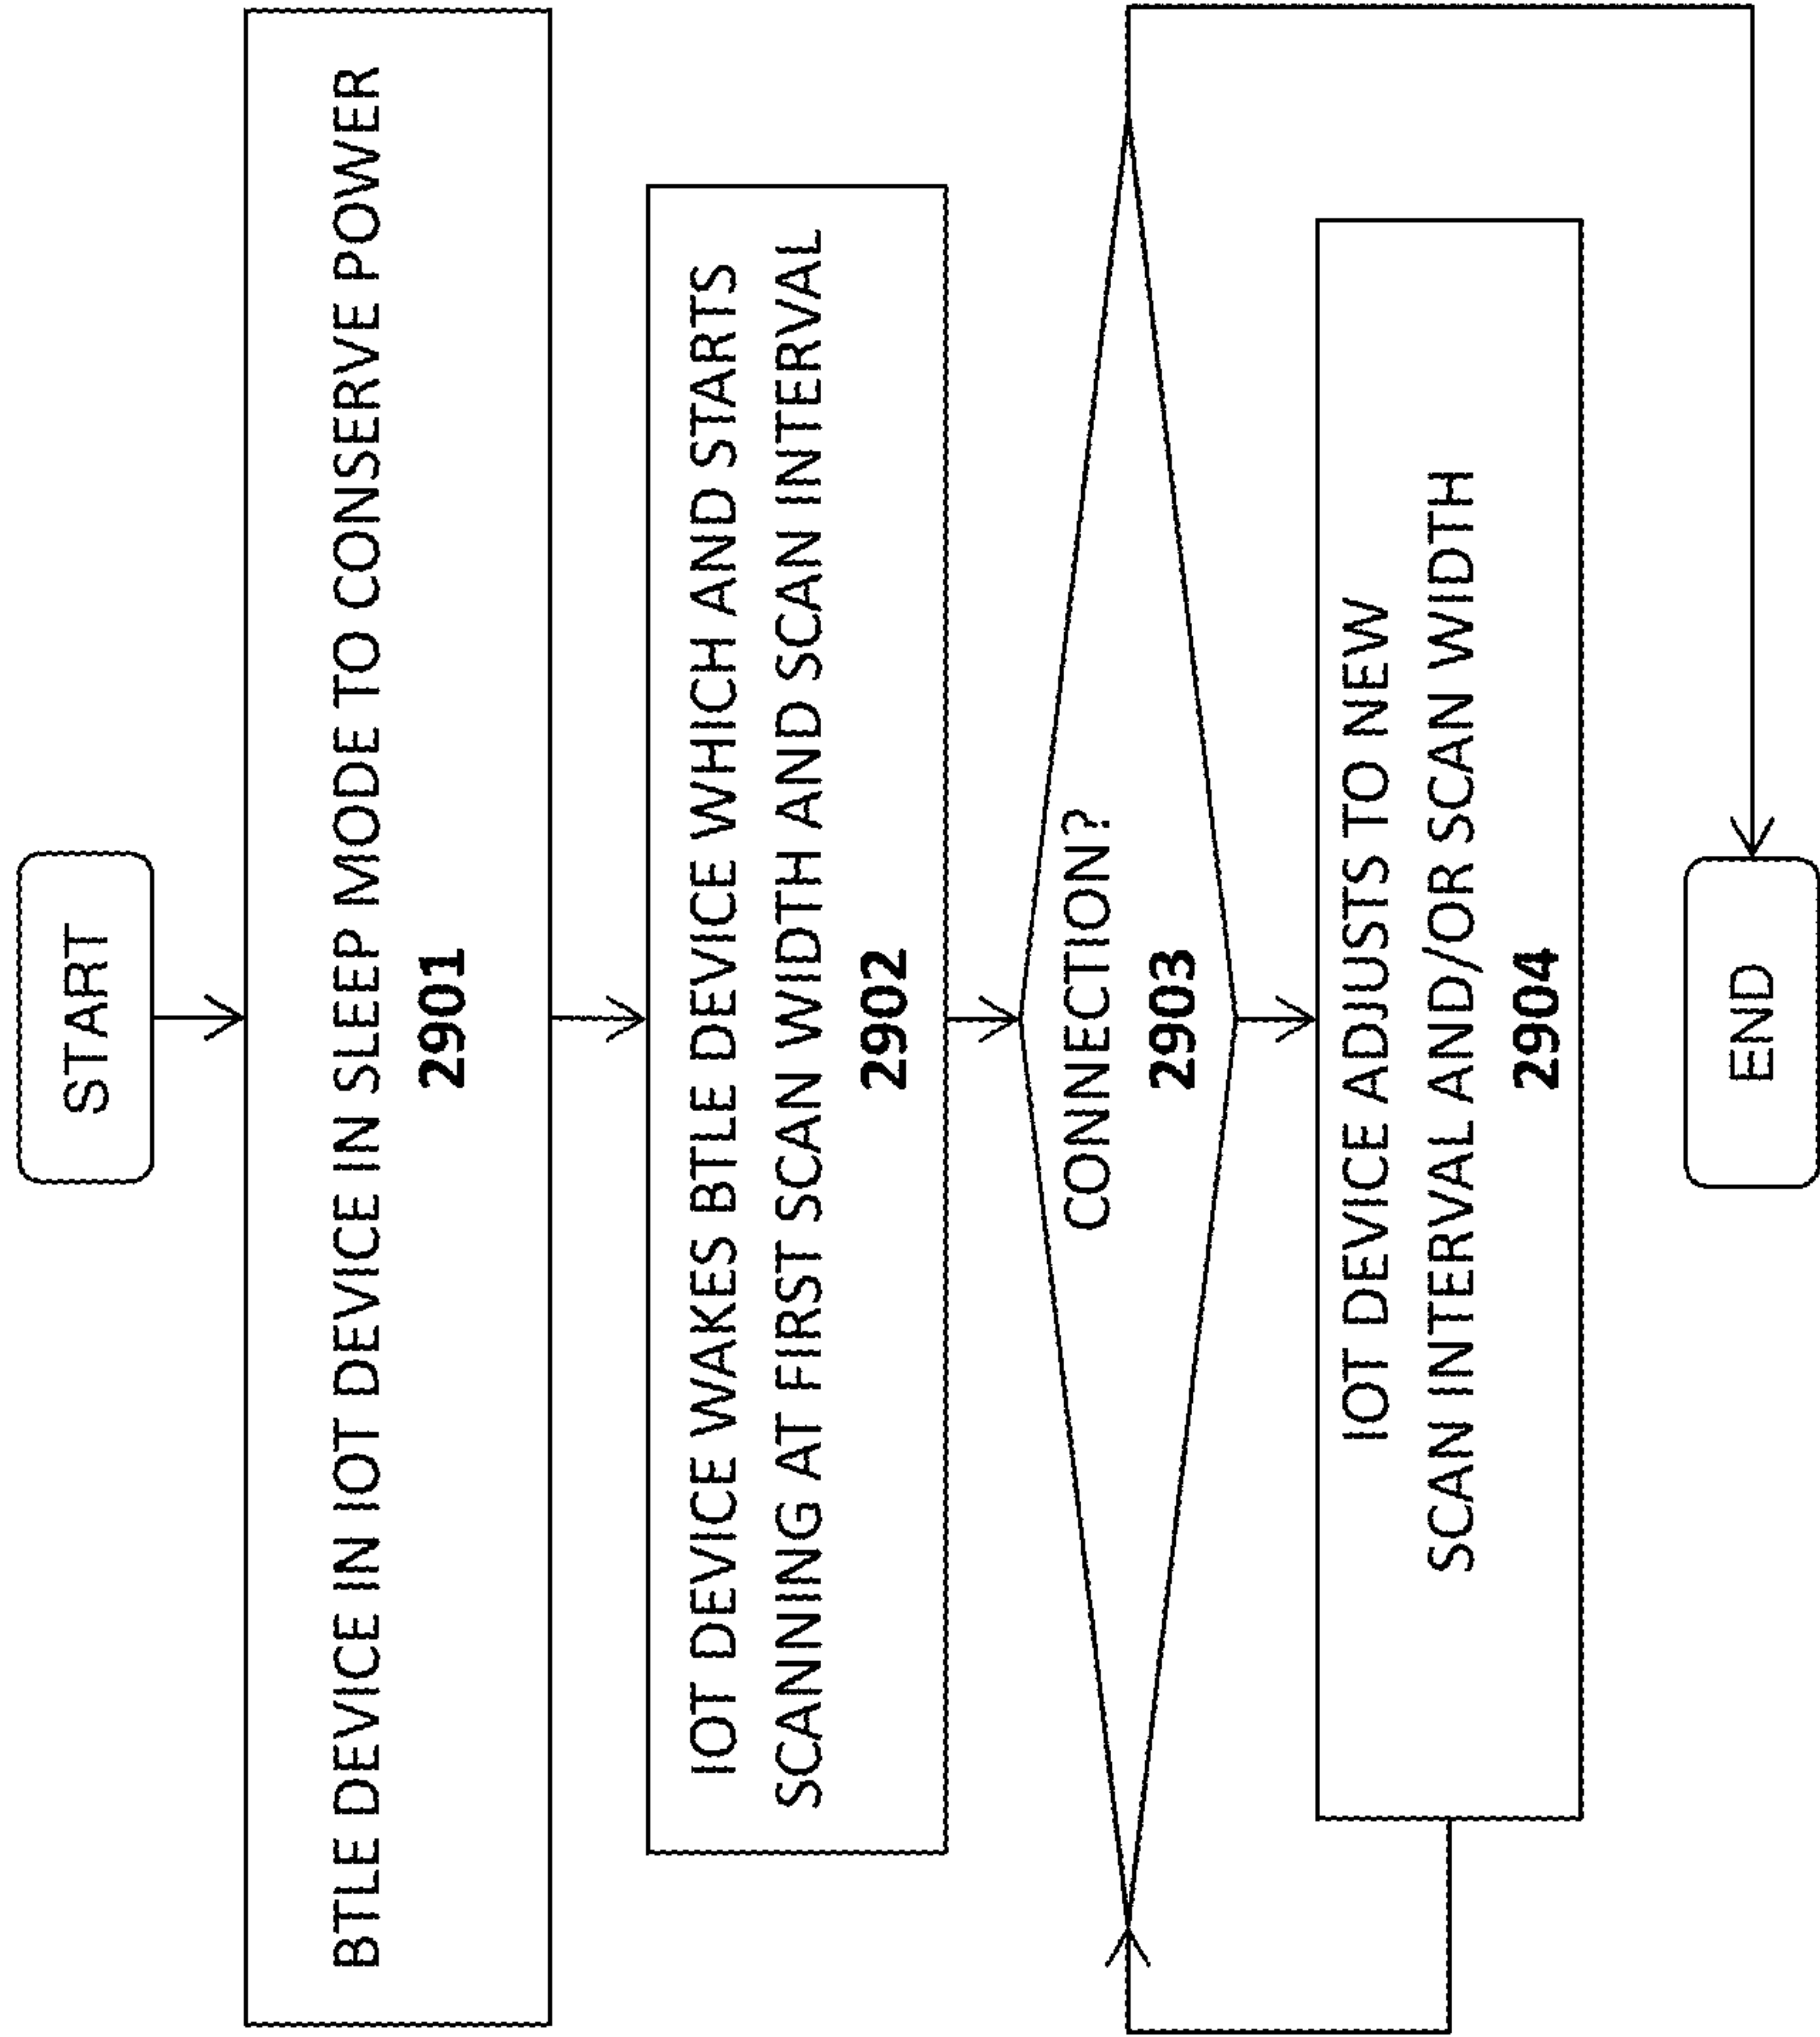 START
BTLE DEVICE IN IOT DEVICE IN SLEEP MODE TO CONSERVE POWER
2901
IOT DEVICE WAKES BTLE DEVICE WHICH AND STARTS
SCANNING AT FIRST SCAN WIDTH AND SCAN INTERVAL
2902
CONNECTION?
2903
IOT DEVICE ADJUSTS TO NEW
SCAN INTERVAL AND/OR SCAN WIDTH
2904
END